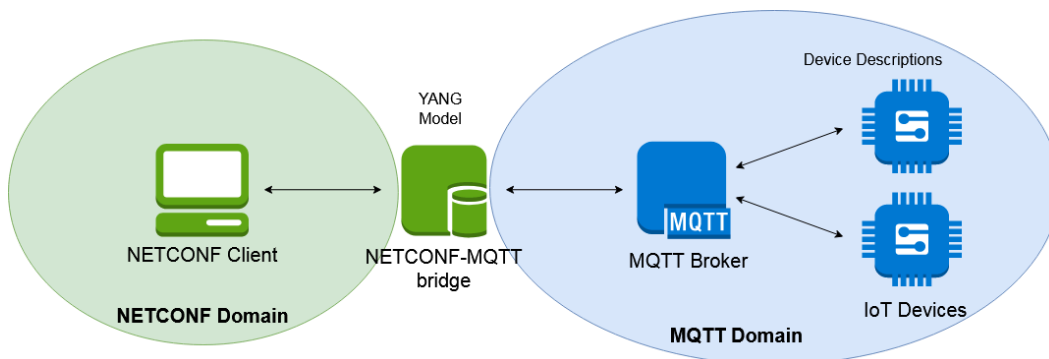 Device Descriptions
YANG
Model
MQTT
NETCONF Client
NETCONF-MQTT
bridge
MQTT Broker
IoT Devices
NETCONF Domain
MQTT Domain